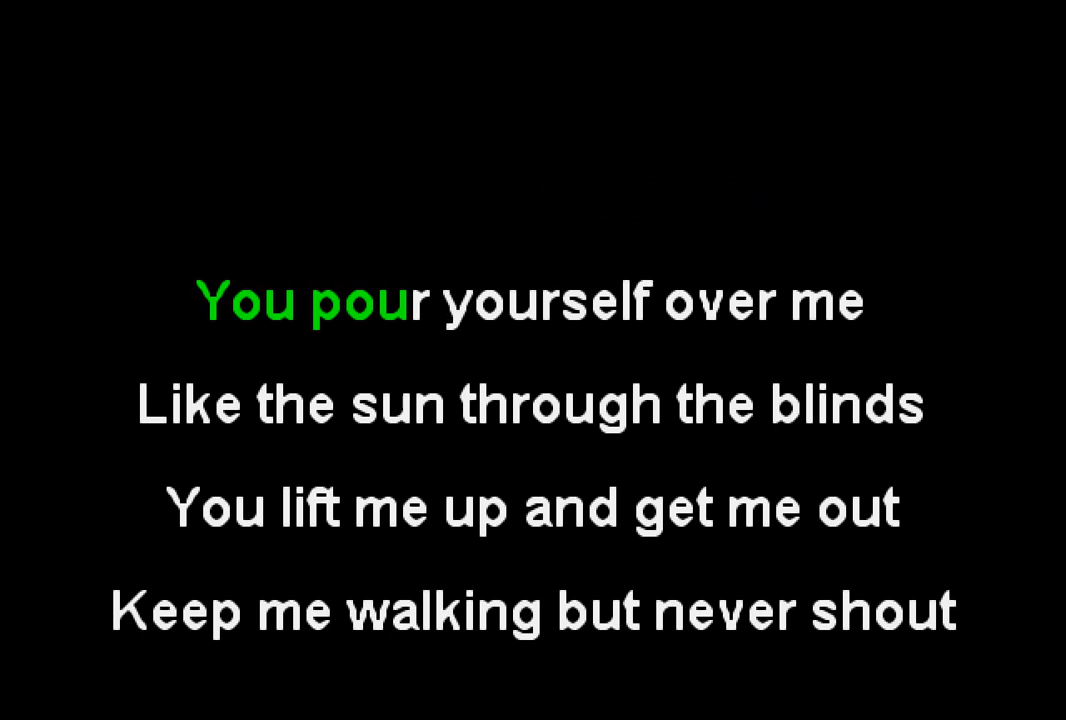 You pour yourself over me
Like the sun through the blinds
You lift me up and get me out
Keep me walking but never shout